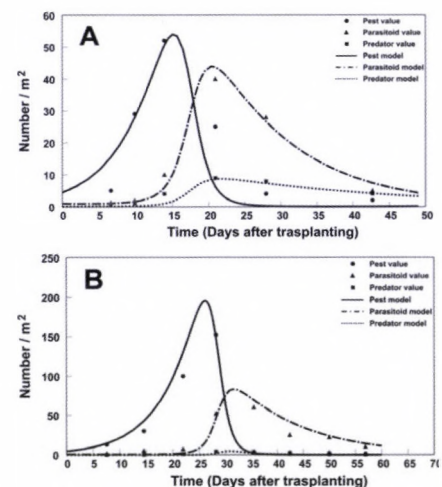 60
50
40
30
20
10
0
Number / m²
A
Pest value
Parasitoid value
Predator value
Pest model
Parasitoid model
Predator model
0 5 10 15 20 25 30 35 40 45 50
Time (Days after trasplanting)
250
200
150
100
50
0
Number / m²
B
Pest value
Parasitoid value
Predator value
Pest model
Parasitoid model
Predator model
0 5 10 15 20 25 30 35 40 45 50 55 60 65 70
Time (Days after trasplanting)